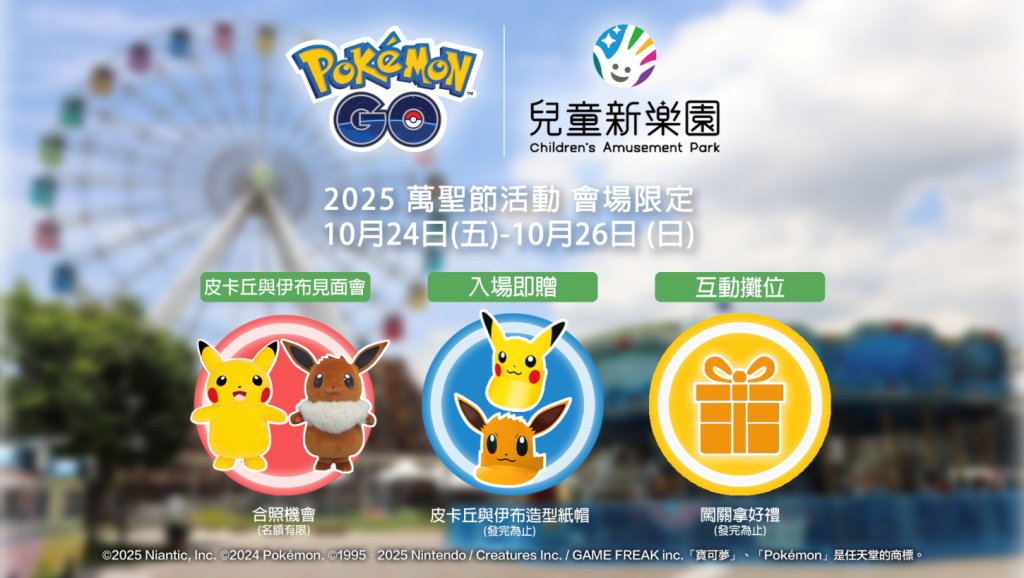 POKÉMON GO
兒童新樂園
Children's Amusement Park
2025 萬聖節活動 會場限定
10月24日(五)-10月26日 (日)
皮卡丘與伊布見面會
入場即贈
互動攤位
合照機會
(名額有限)
皮卡丘與伊布造型紙帽
(發完為止)
闖關拿好禮
(發完為止)
©2025 Niantic, Inc. ©2024 Pokémon. ©1995 - 2025 Nintendo / Creatures Inc. / GAME FREAK inc.「寶可夢」、「Pokémon」是任天堂的商標。